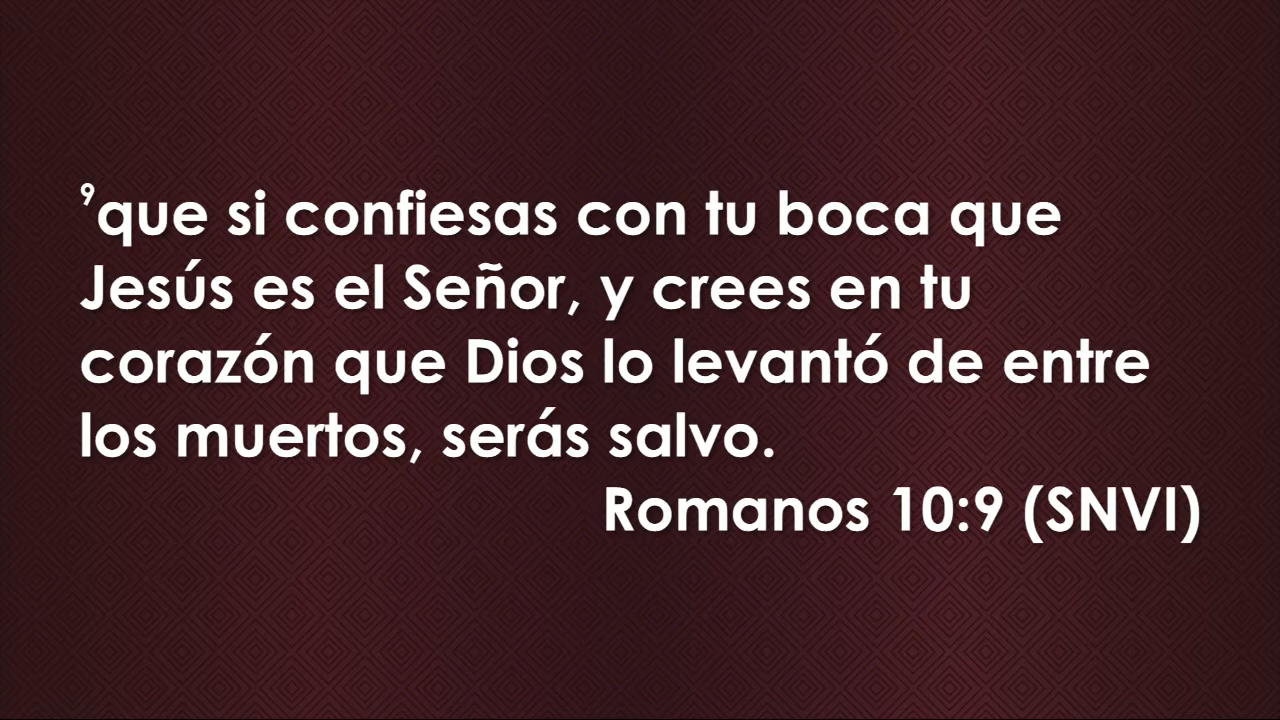 ⁹que si confiesas con tu boca que
Jesús es el Señor, y crees en tu
corazón que Dios lo levantó de entre
los muertos, serás salvo.
Romanos 10:9 (SNVI)